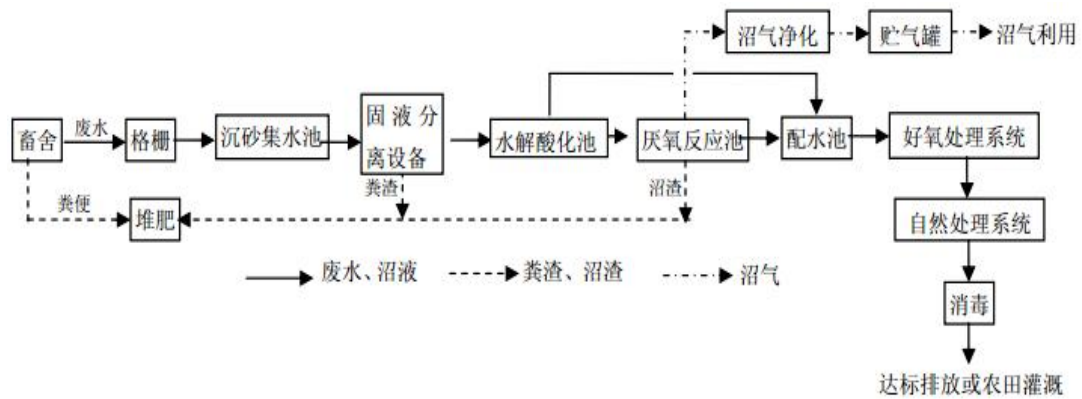 沼气净化
贮气罐
沼气利用
畜舍
废水
格栅
沉砂集水池
固液分
离设备
水解酸化池
厌氧反应池
配水池
好氧处理系统
粪便
堆肥
粪渣
沼渣
自然处理系统
废水、沼液
粪渣、沼渣
沼气
消毒
达标排放或农田灌溉